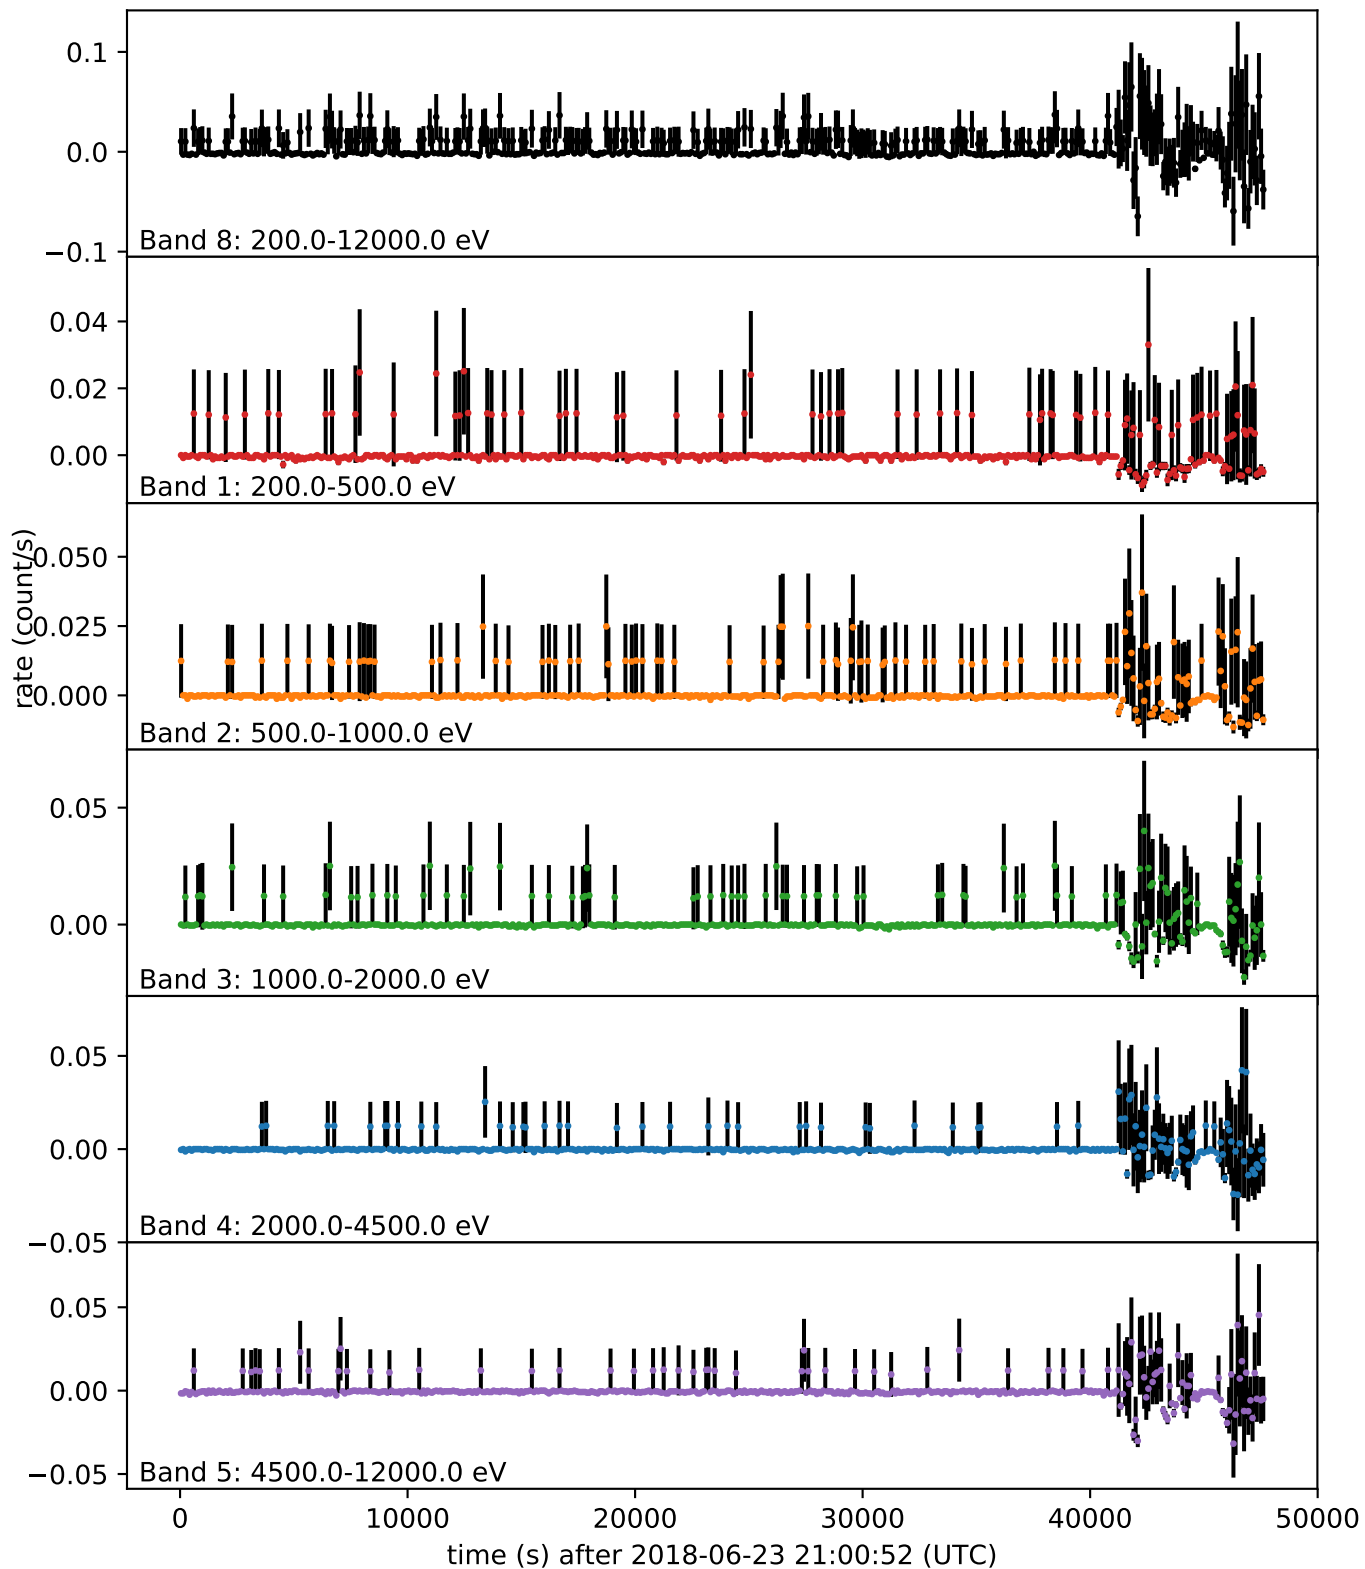 0.1
0.0
−0.1
Band 8: 200.0-12000.0 eV
0.04
0.02
0.00
Band 1: 200.0-500.0 eV
rate (count/s)
0.050
0.025
0.000
Band 2: 500.0-1000.0 eV
0.05
0.00
Band 3: 1000.0-2000.0 eV
0.05
0.00
−0.05
Band 4: 2000.0-4500.0 eV
0.05
0.00
−0.05
Band 5: 4500.0-12000.0 eV
0 10000 20000 30000 40000 50000
time (s) after 2018-06-23 21:00:52 (UTC)